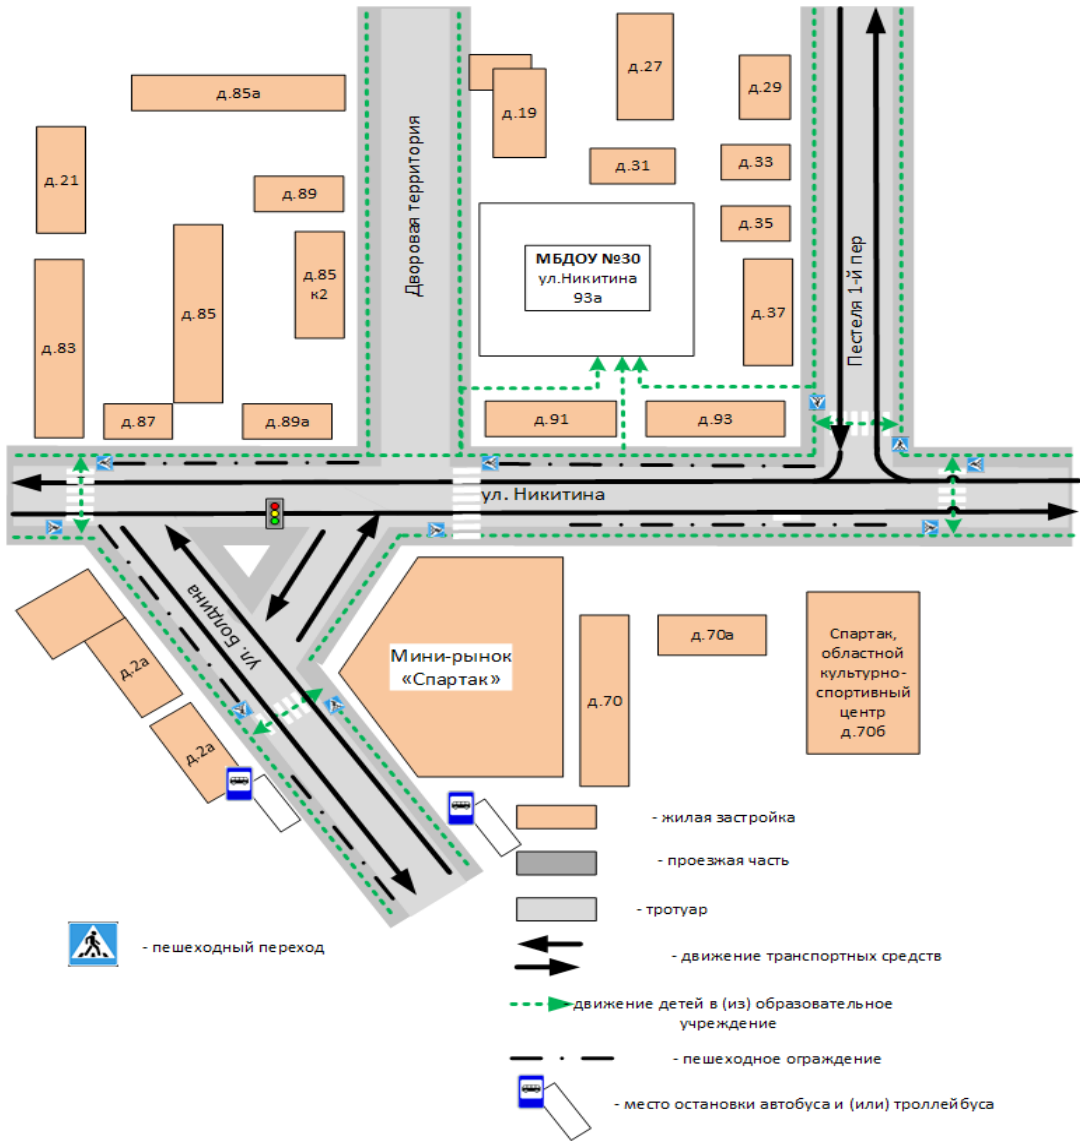 д.27
д.29
д.85а
д.19
д.21
д.31
д.33
д.89
д.35
Дворовая территория
МБДОУ №30
ул.Никитина
93а
Пестеля 1-й пер
д.85
к2
д.85
д.37
д.83
д.87
д.89а
д.91
д.93
ул. Никитина
ул. Болдина
Мини-рынок
«Спартак»
д.70а
Спартак,
областной
культурно-
спортивный
центр
д.70б
д.2а
д.70
д.2а
- жилая застройка
- проезжая часть
- тротуар
- пешеходный переход
- движение транспортных средств
- движение детей в (из) образовательное
учреждение
- пешеходное ограждение
- место остановки автобуса и (или) троллейбуса